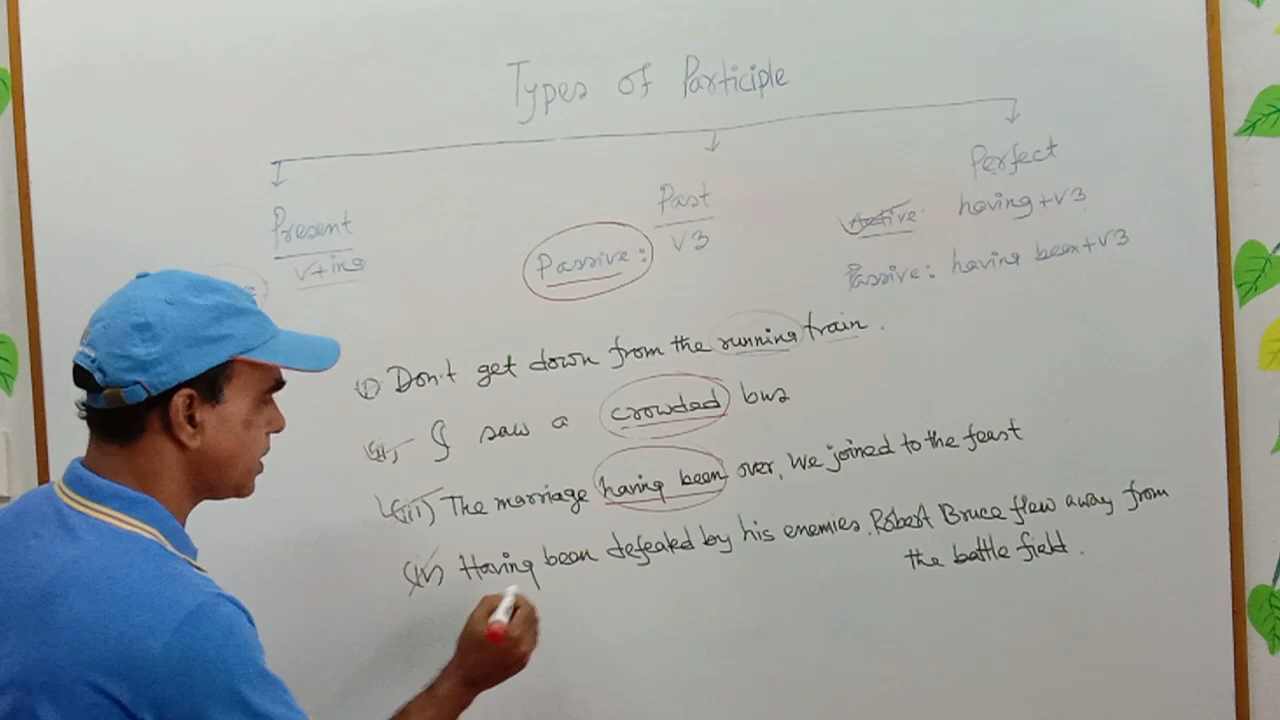 Types of Participle
Present
V+ing
Past
V3
Passive:
Perfect
Active: having+V3
Passive: having been+V3
(i) Don't get down from the running train.
(ii) I saw a crowded bus
(iii) The marriage having been over, We joined to the feast
(iv) Having been defeated by his enemies. Robert Bruce flew away from
the battle field.